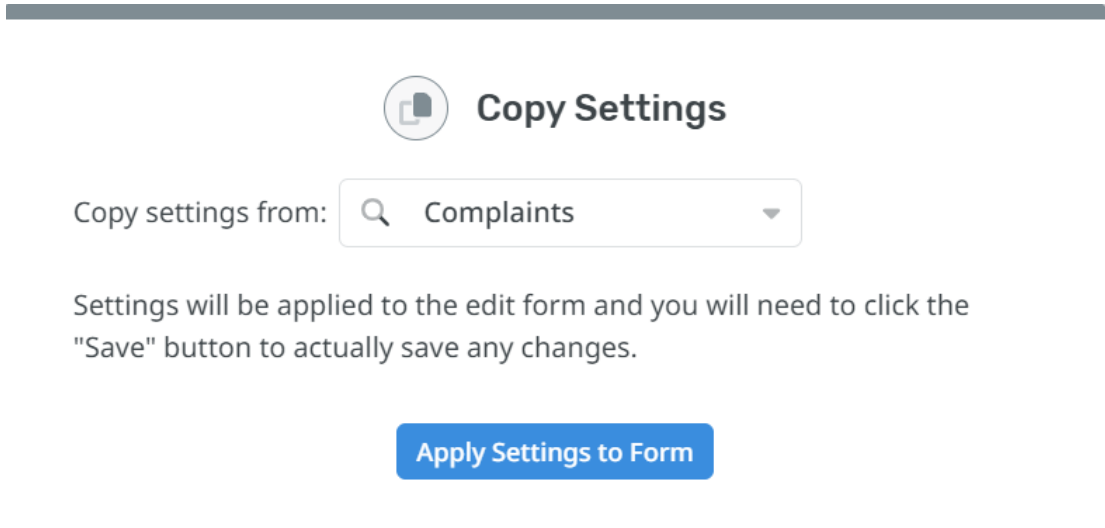 Copy Settings
Copy settings from: Complaints
Settings will be applied to the edit form and you will need to click the
"Save" button to actually save any changes.
Apply Settings to Form